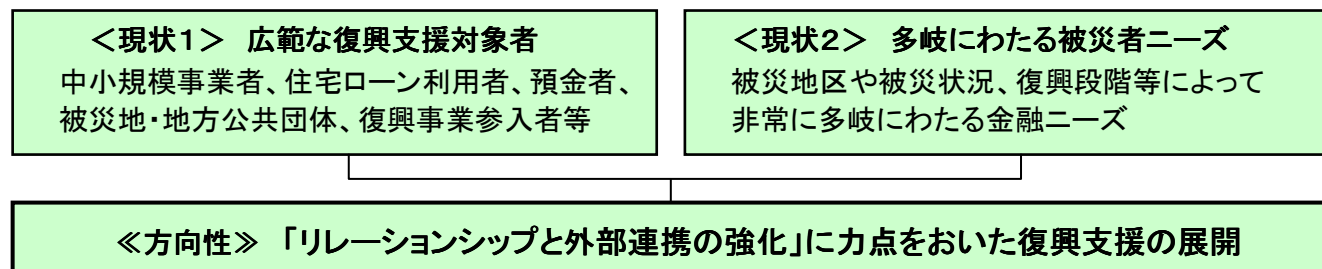 ＜現状１＞　広範な復興支援対象者
中小規模事業者、住宅ローン利用者、預金者、
被災地・地方公共団体、復興事業参入者等
＜現状２＞　多岐にわたる被災者ニーズ
被災地区や被災状況、復興段階等によって
非常に多岐にわたる金融ニーズ
≪方向性≫　「リレーションシップと外部連携の強化」に力点をおいた復興支援の展開